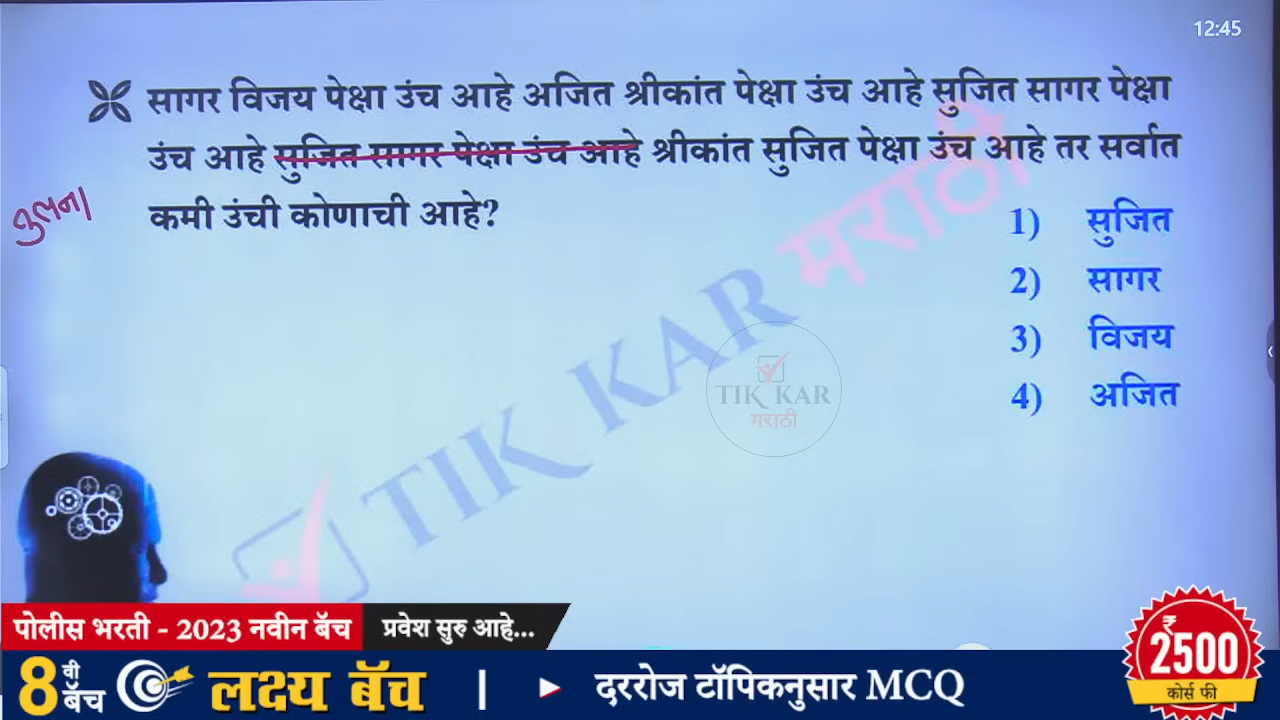 12:45
सागर विजय पेक्षा उंच आहे अजित श्रीकांत पेक्षा उंच आहे सुजित सागर पेक्षा
उंच आहे सुजित सागर पेक्षा उंच आहे श्रीकांत सुजित पेक्षा उंच आहे तर सर्वात
कमी उंची कोणाची आहे?
तुलना
1) सुजित
2) सागर
3) विजय
4) अजित
TIK KAR मराठी
TIK KAR
मराठी
पोलीस भरती - 2023 नवीन बॅच प्रवेश सुरु आहे...
8 वी बॅच लक्ष्य बॅच | दररोज टॉपिकनुसार MCQ
₹ 2500
कोर्स फी